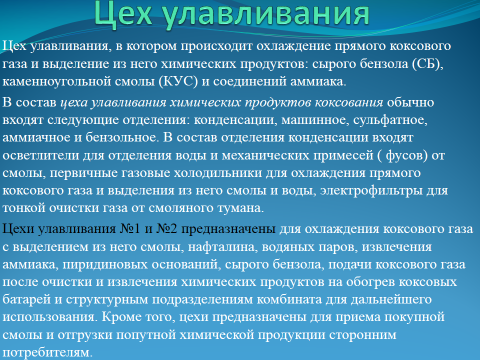 Цех улавливания
Цех улавливания, в котором происходит охлаждение прямого коксового
газа и выделение из него химических продуктов: сырого бензола (СБ),
каменноугольной смолы (КУС) и соединений аммиака.
В состав цеха улавливания химических продуктов коксования обычно
входят следующие отделения: конденсации, машинное, сульфатное,
аммиачное и бензольное. В состав отделения конденсации входят
осветлители для отделения воды и механических примесей ( фусов) от
смолы, первичные газовые холодильники для охлаждения прямого
коксового газа и выделения из него смолы и воды, электрофильтры для
тонкой очистки газа от смоляного тумана.
Цехи улавливания №1 и №2 предназначены для охлаждения коксового газа
с выделением из него смолы, нафталина, водяных паров, извлечения
аммиака, пиридиновых оснований, сырого бензола, подачи коксового газа
после очистки и извлечения химических продуктов на обогрев коксовых
батарей и структурным подразделениям комбината для дальнейшего
использования. Кроме того, цехи предназначены для приема покупной
смолы и отгрузки попутной химической продукции сторонним
потребителям.